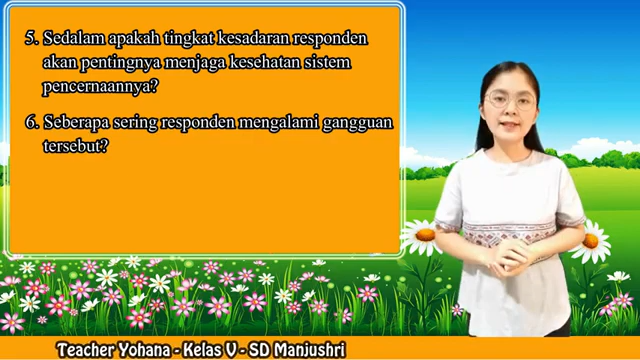 5. Sedalam apakah tingkat kesadaran responden
akan pentingnya menjaga kesehatan sistem
pencernaannya?
6. Seberapa sering responden mengalami gangguan
tersebut?
Teacher Yohana - Kelas V - SD Manjushri